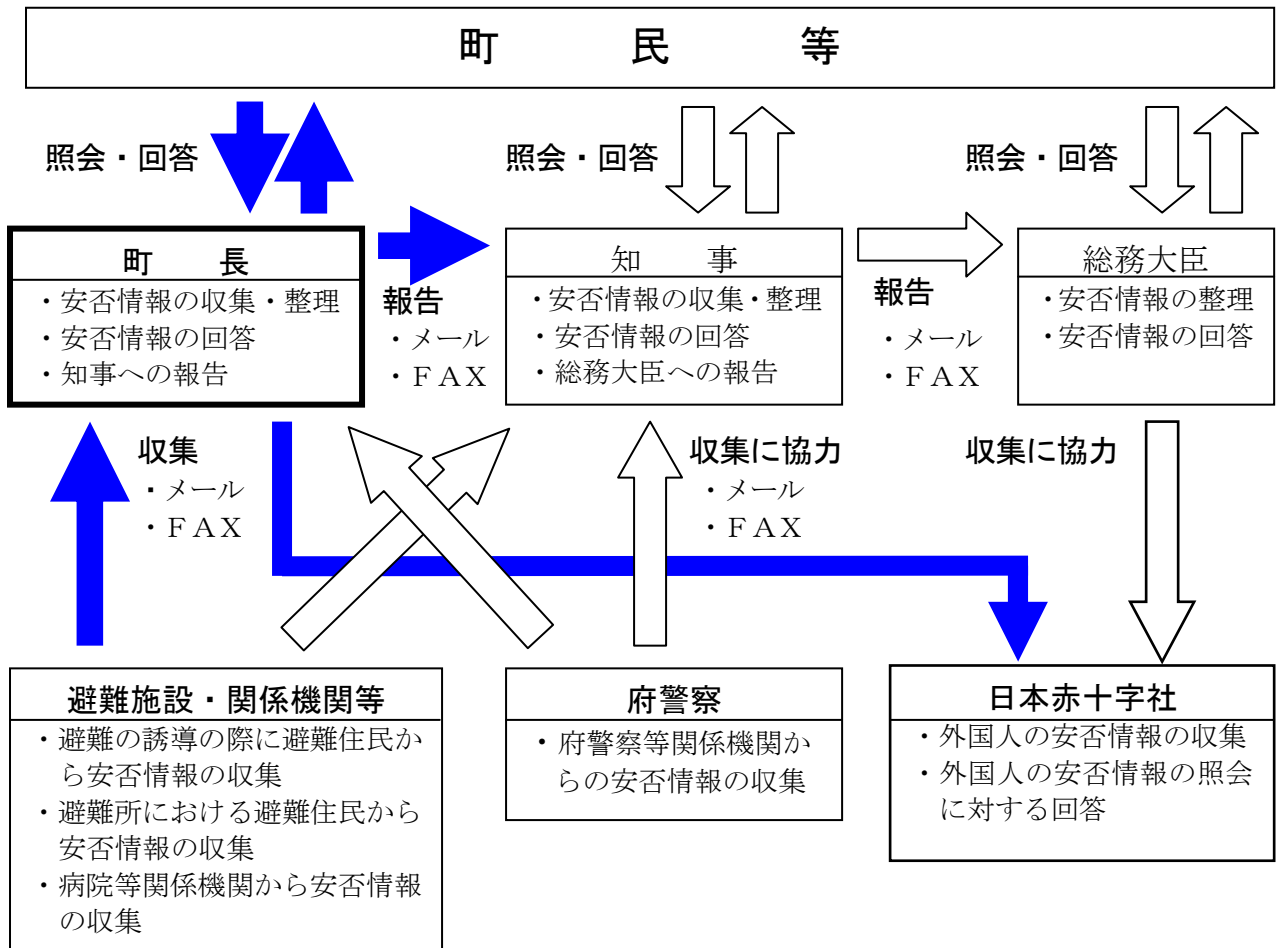 町　民　等
照会・回答
照会・回答
照会・回答
町　長
・安否情報の収集・整理
・安否情報の回答
・知事への報告
報告
・メール
・ＦＡＸ
知　事
・安否情報の収集・整理
・安否情報の回答
・総務大臣への報告
報告
・メール
・ＦＡＸ
総務大臣
・安否情報の整理
・安否情報の回答
収集
・メール
・ＦＡＸ
収集に協力
・メール
・ＦＡＸ
収集に協力
避難施設・関係機関等
・避難の誘導の際に避難住民か
ら安否情報の収集
・避難所における避難住民から
安否情報の収集
・病院等関係機関から安否情報
の収集
府警察
・府警察等関係機関か
らの安否情報の収集
日本赤十字社
・外国人の安否情報の収集
・外国人の安否情報の照会
に対する回答